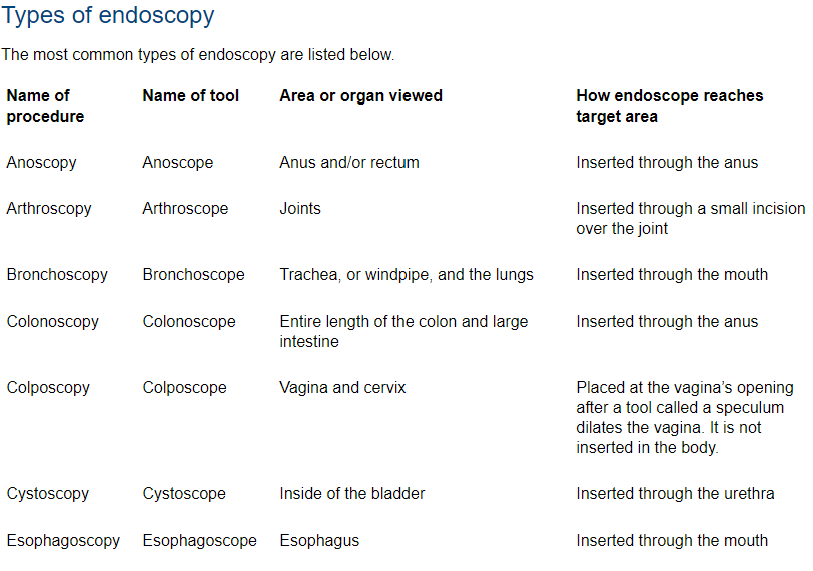 Types of endoscopy
The most common types of endoscopy are listed below.
Name of procedure Name of tool Area or organ viewed How endoscope reaches target area
Anoscopy Anoscope Anus and/or rectum Inserted through the anus
Arthroscopy Arthroscope Joints Inserted through a small incision over the joint
Bronchoscopy Bronchoscope Trachea, or windpipe, and the lungs Inserted through the mouth
Colonoscopy Colonoscope Entire length of the colon and large intestine Inserted through the anus
Colposcopy Colposcope Vagina and cervix Placed at the vagina’s opening after a tool called a speculum dilates the vagina. It is not inserted in the body.
Cystoscopy Cystoscope Inside of the bladder Inserted through the urethra
Esophagoscopy Esophagoscope Esophagus Inserted through the mouth